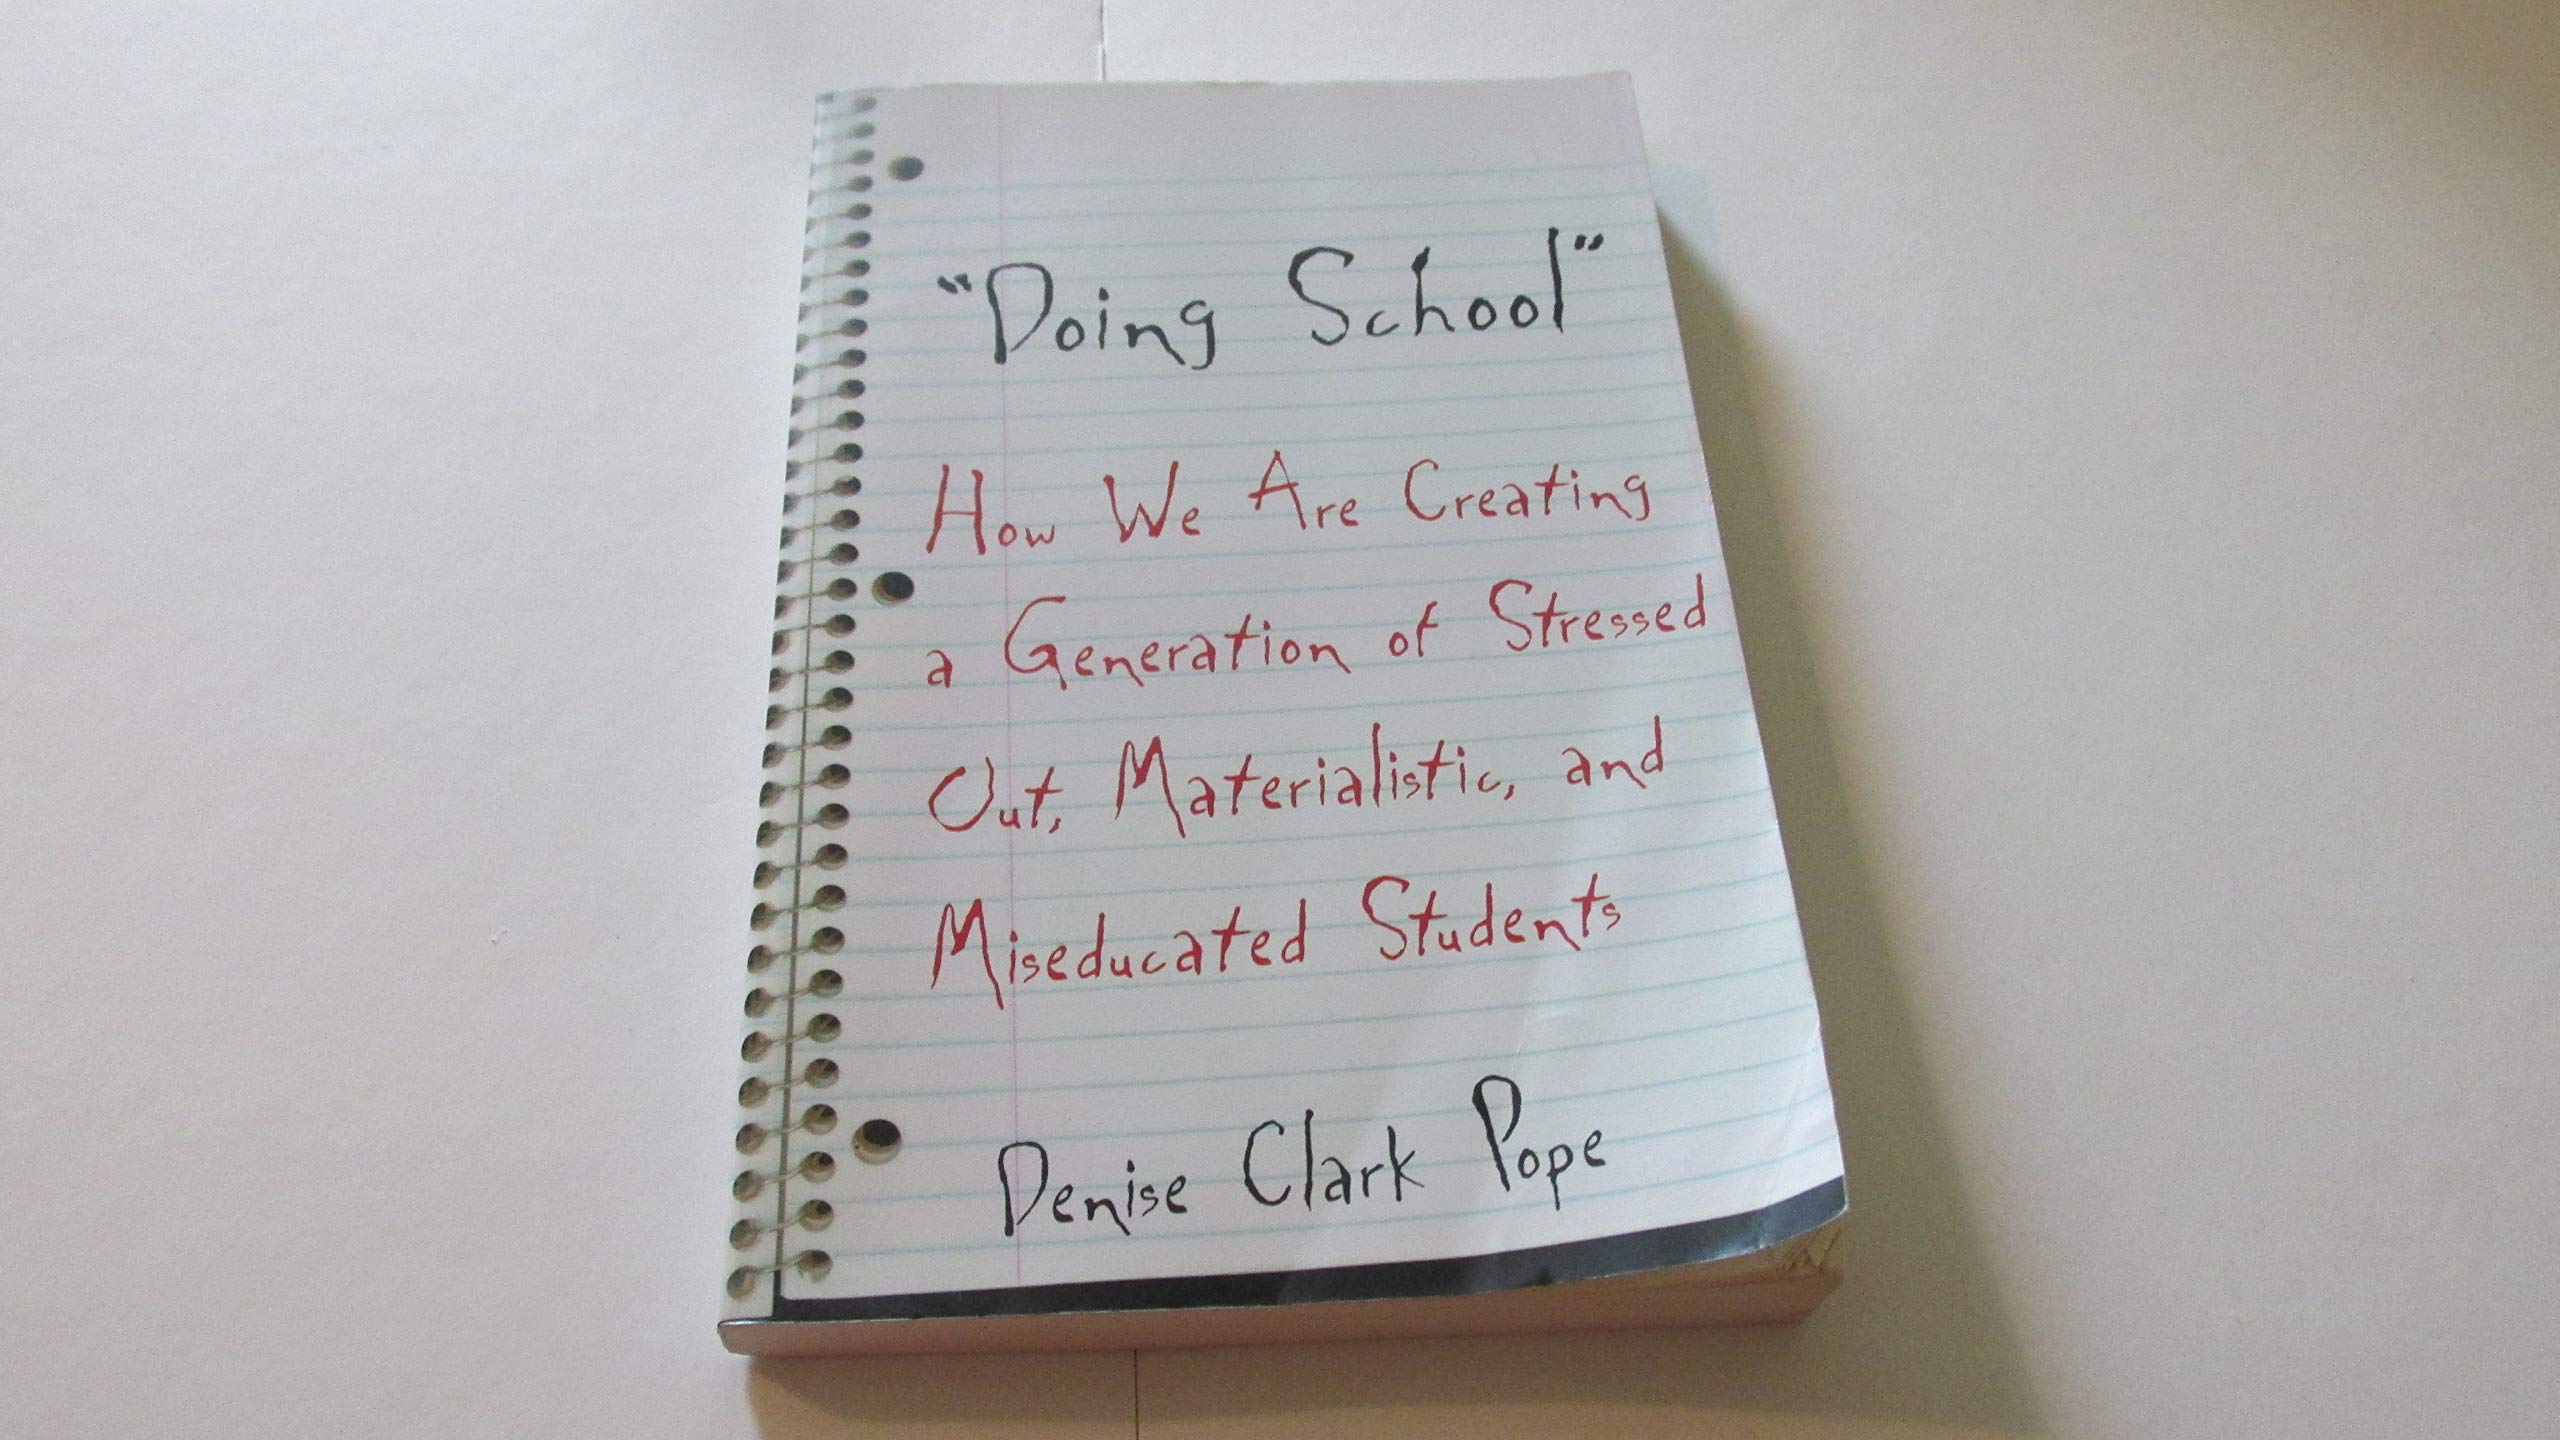 "Doing School"
How We Are Creating
a Generation of Stressed
Out, Materialistic, and
Miseducated Students
Denise Clark Pope